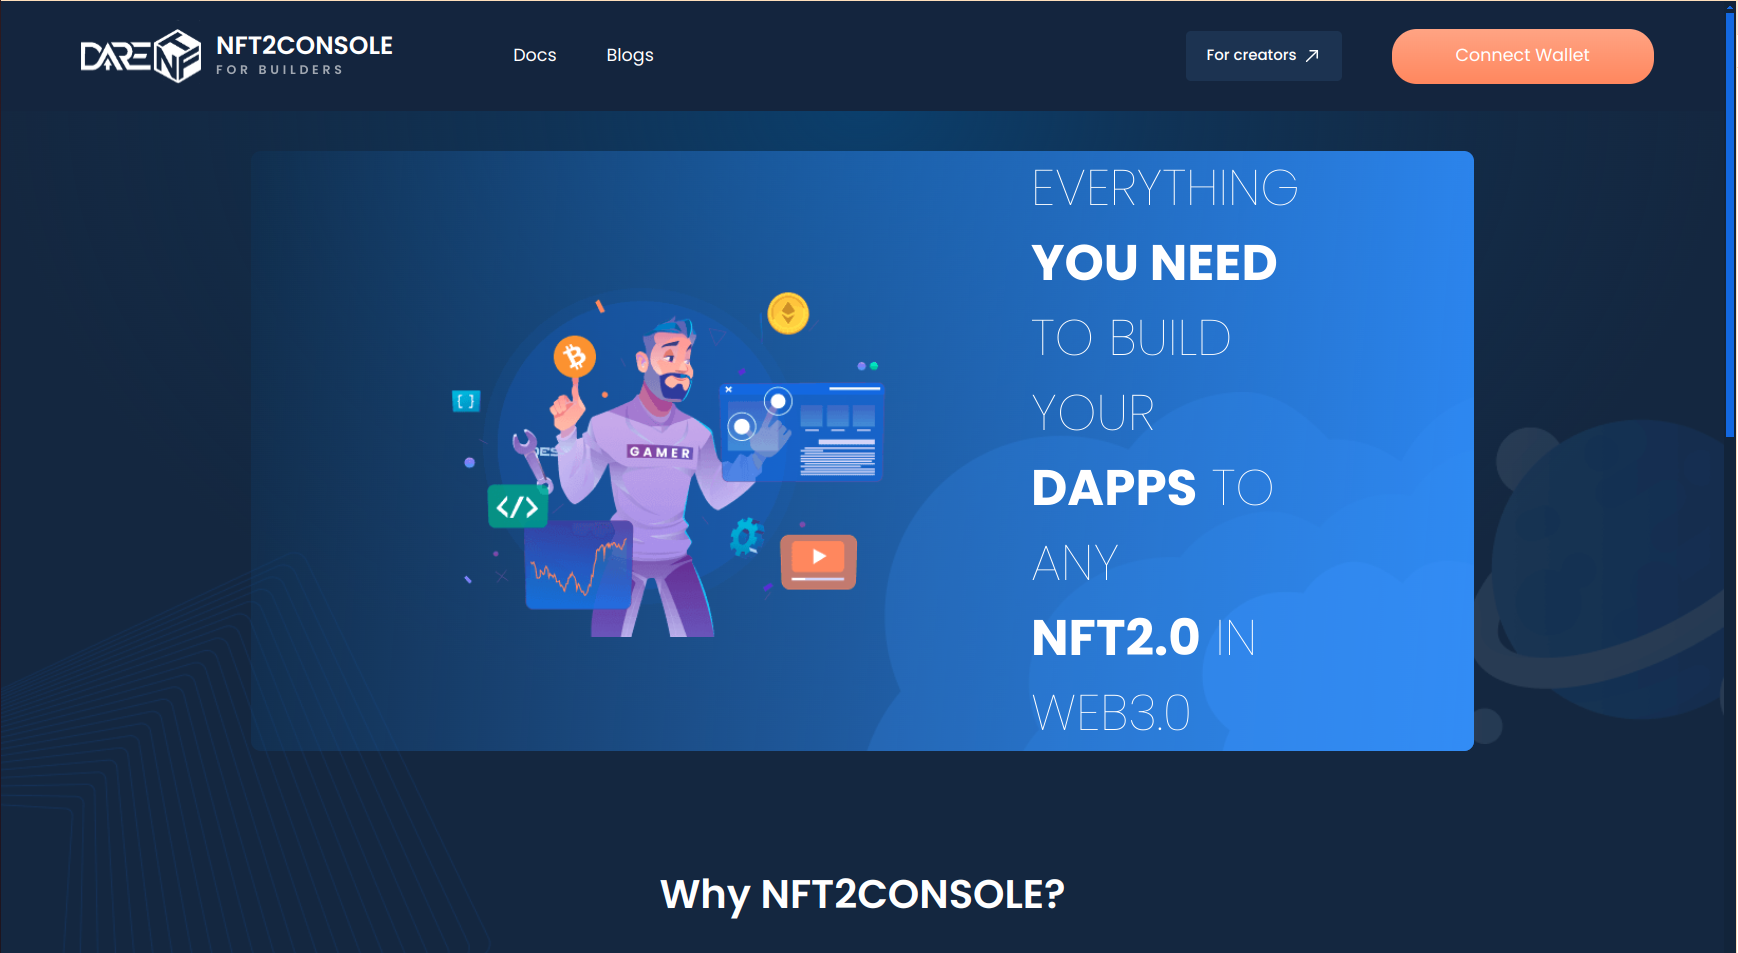 DARE NFT
NFT2CONSOLE
FOR BUILDERS
Docs
Blogs
For creators
Connect Wallet
EVERYTHING
YOU NEED
TO BUILD
YOUR
DAPPS TO
ANY
NFT2.0 IN
WEB3.0
{ }
GAMER
</>
Why NFT2CONSOLE?